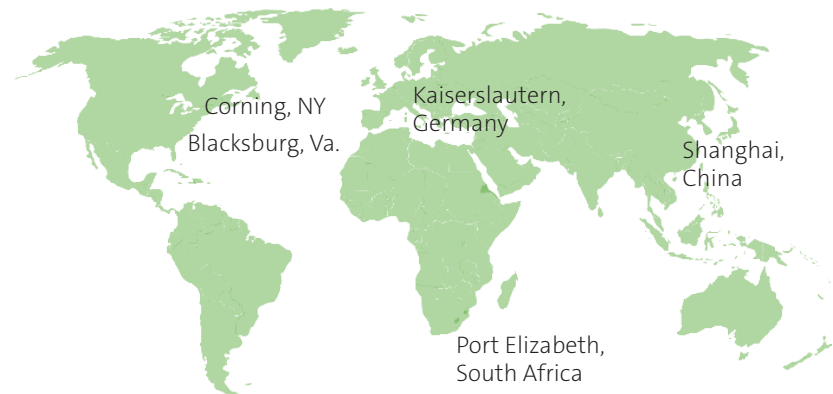 Corning, NY
Blacksburg, Va.
Kaiserslautern,
Germany
Shanghai,
China
Port Elizabeth,
South Africa